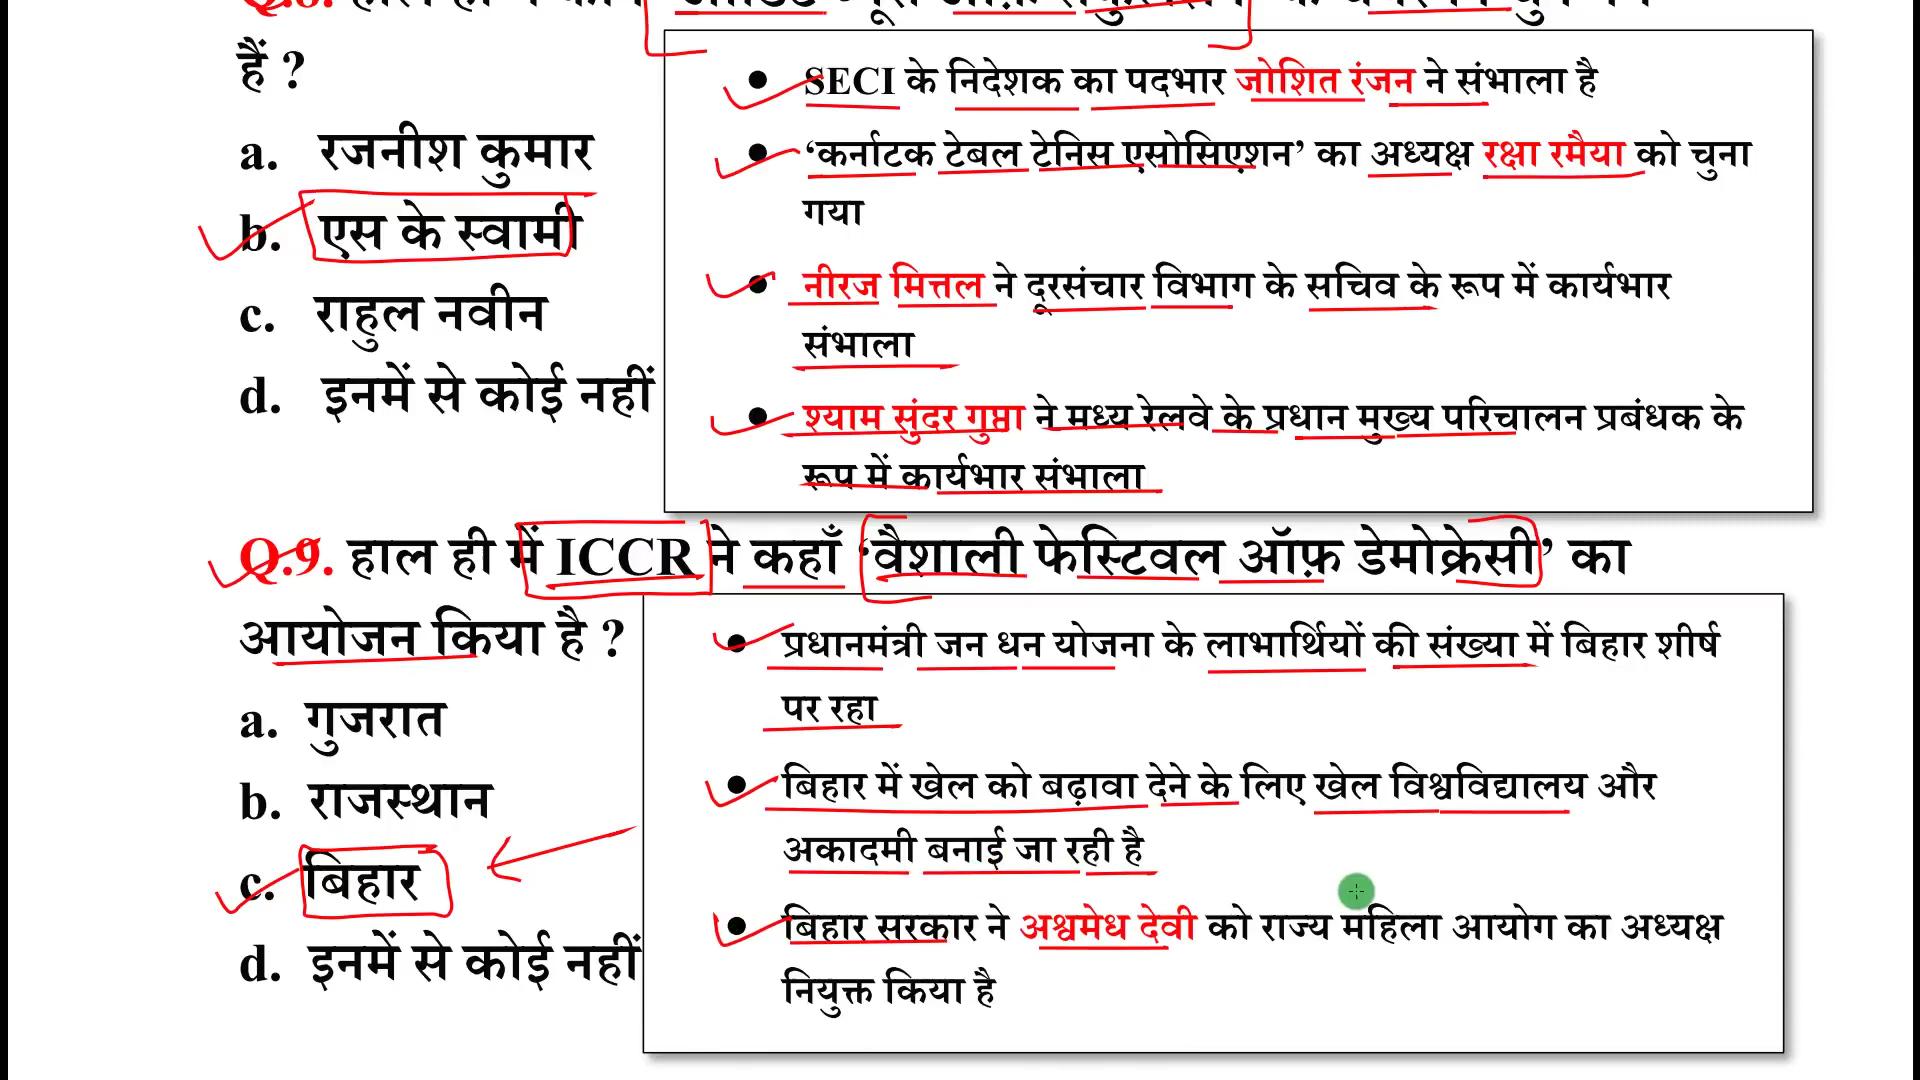 हैं ?
a. रजनीश कुमार
b. एस के स्वामी
c. राहुल नवीन
d. इनमें से कोई नहीं
SECI के निदेशक का पदभार जोशित रंजन ने संभाला है
‘कर्नाटक टेबल टेनिस एसोसिएशन’ का अध्यक्ष रक्षा रमैया को चुना
गया
नीरज मित्तल ने दूरसंचार विभाग के सचिव के रूप में कार्यभार
संभाला
श्याम सुंदर गुप्ता ने मध्य रेलवे के प्रधान मुख्य परिचालन प्रबंधक के
रूप में कार्यभार संभाला
Q.9. हाल ही में ICCR ने कहाँ ‘वैशाली फेस्टिवल ऑफ़ डेमोक्रेसी’ का
आयोजन किया है ?
a. गुजरात
b. राजस्थान
c. बिहार
d. इनमें से कोई नहीं
प्रधानमंत्री जन धन योजना के लाभार्थियों की संख्या में बिहार शीर्ष
पर रहा
बिहार में खेल को बढ़ावा देने के लिए खेल विश्वविद्यालय और
अकादमी बनाई जा रही है
बिहार सरकार ने अश्वमेध देवी को राज्य महिला आयोग का अध्यक्ष
नियुक्त किया है